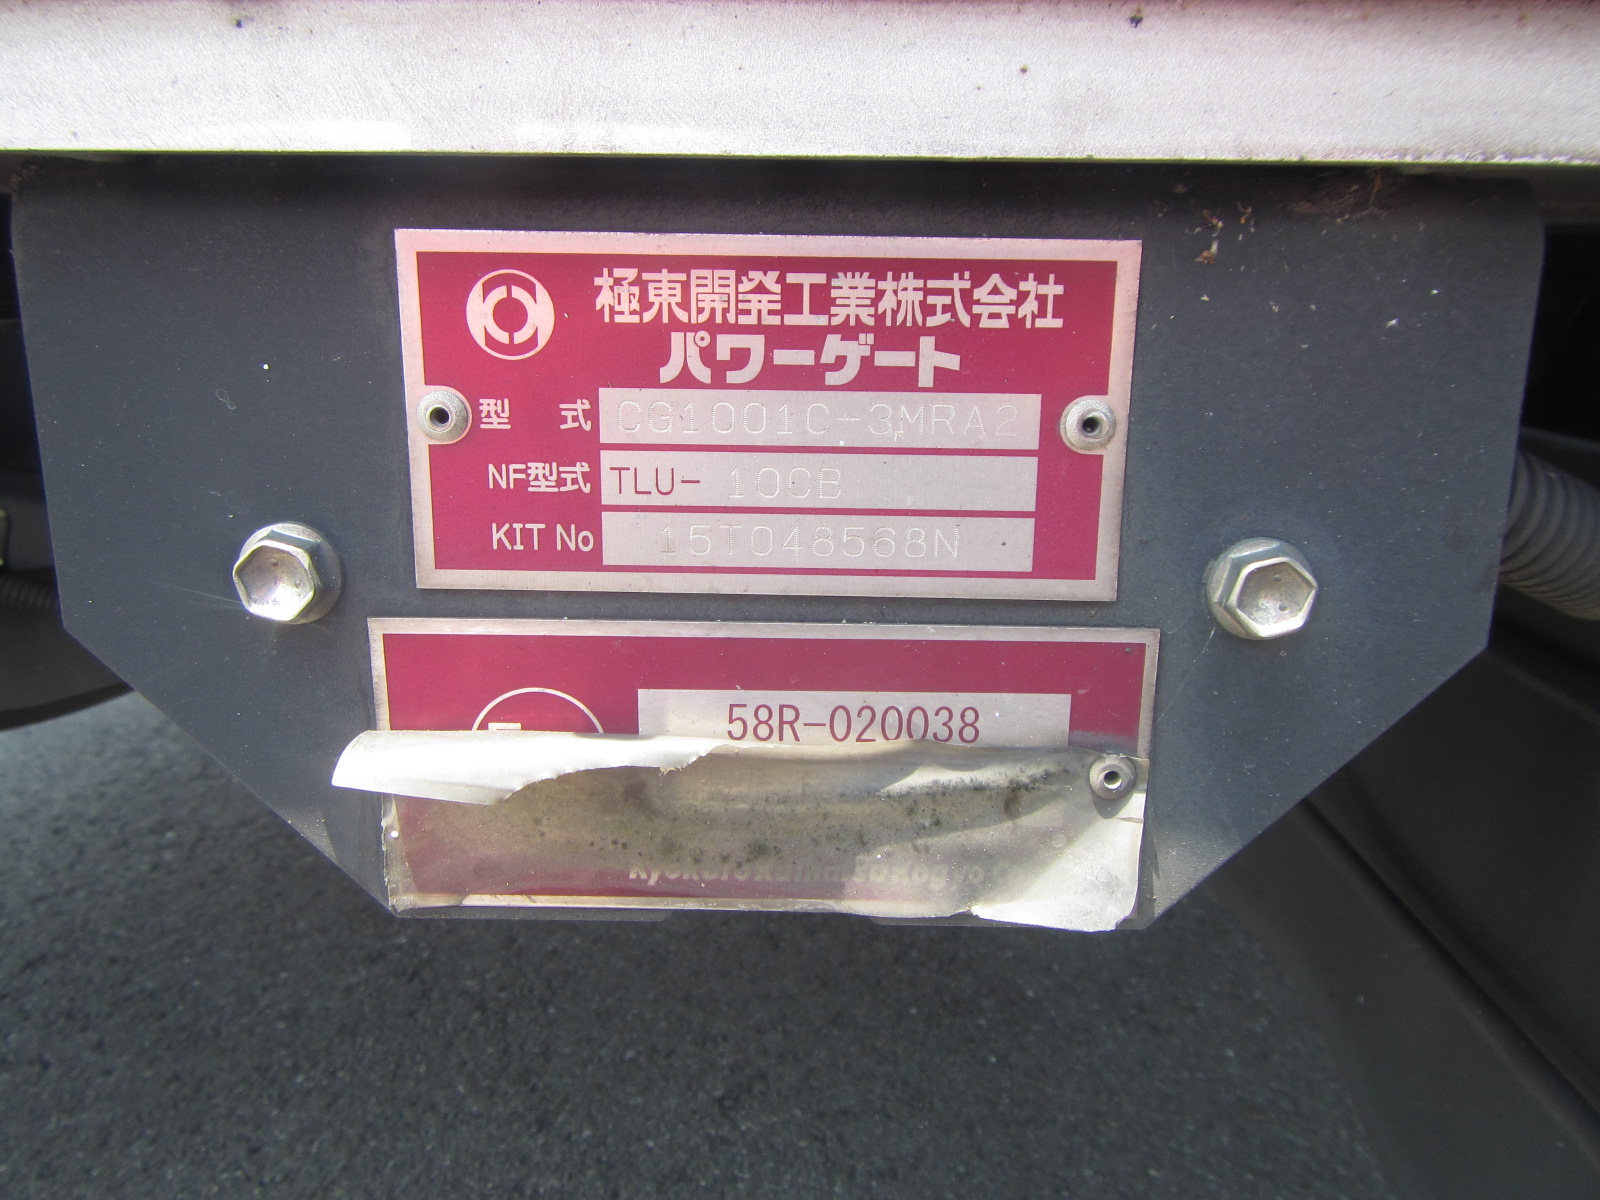 極東開発工業株式会社
パワーゲート
型 式 CG1001C-3MRA2
NF型式 TLU- 10CB
KIT No 15T048568N
58R-020038